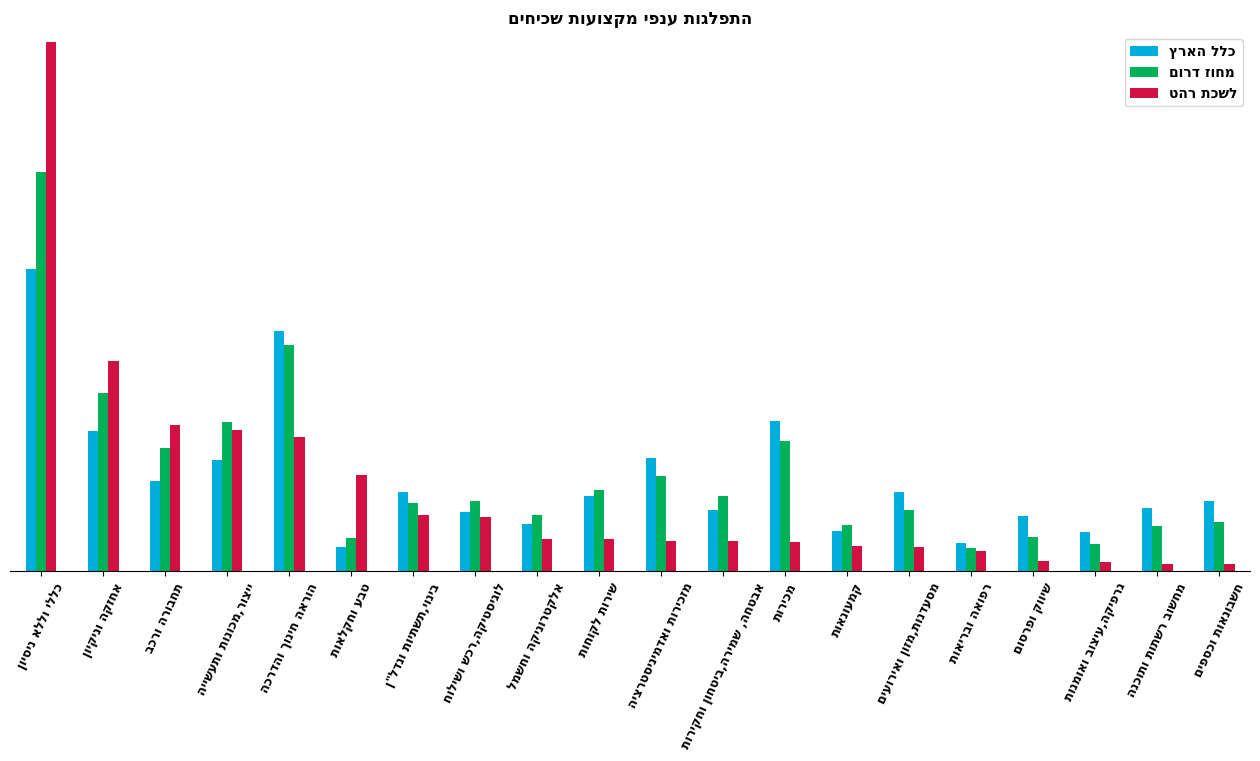 התפלגות ענפי מקצועות שכיחים
כלל הארץ
מחוז דרום
לשכת רהט
כללי וללא ניסיון
אחזקה וניקיון
תחבורה ורכב
ייצור,מכונות ותעשייה
הוראה חינוך והדרכה
טבע וחקלאות
בינוי,תשתיות ונדל"ן
לוגיסטיקה,רכש ושילוח
אלקטרוניקה וחשמל
שירות לקוחות
מזכירות ואדמיניסטרציה
אבטחה, שמירה,ביטחון וחקירות
מכירות
קמעונאות
מסעדנות,מזון ואירועים
רפואה ובריאות
שיווק ופרסום
גרפיקה,עיצוב ואומנות
מחשוב רשתות ותוכנה
חשבונאות וכספים